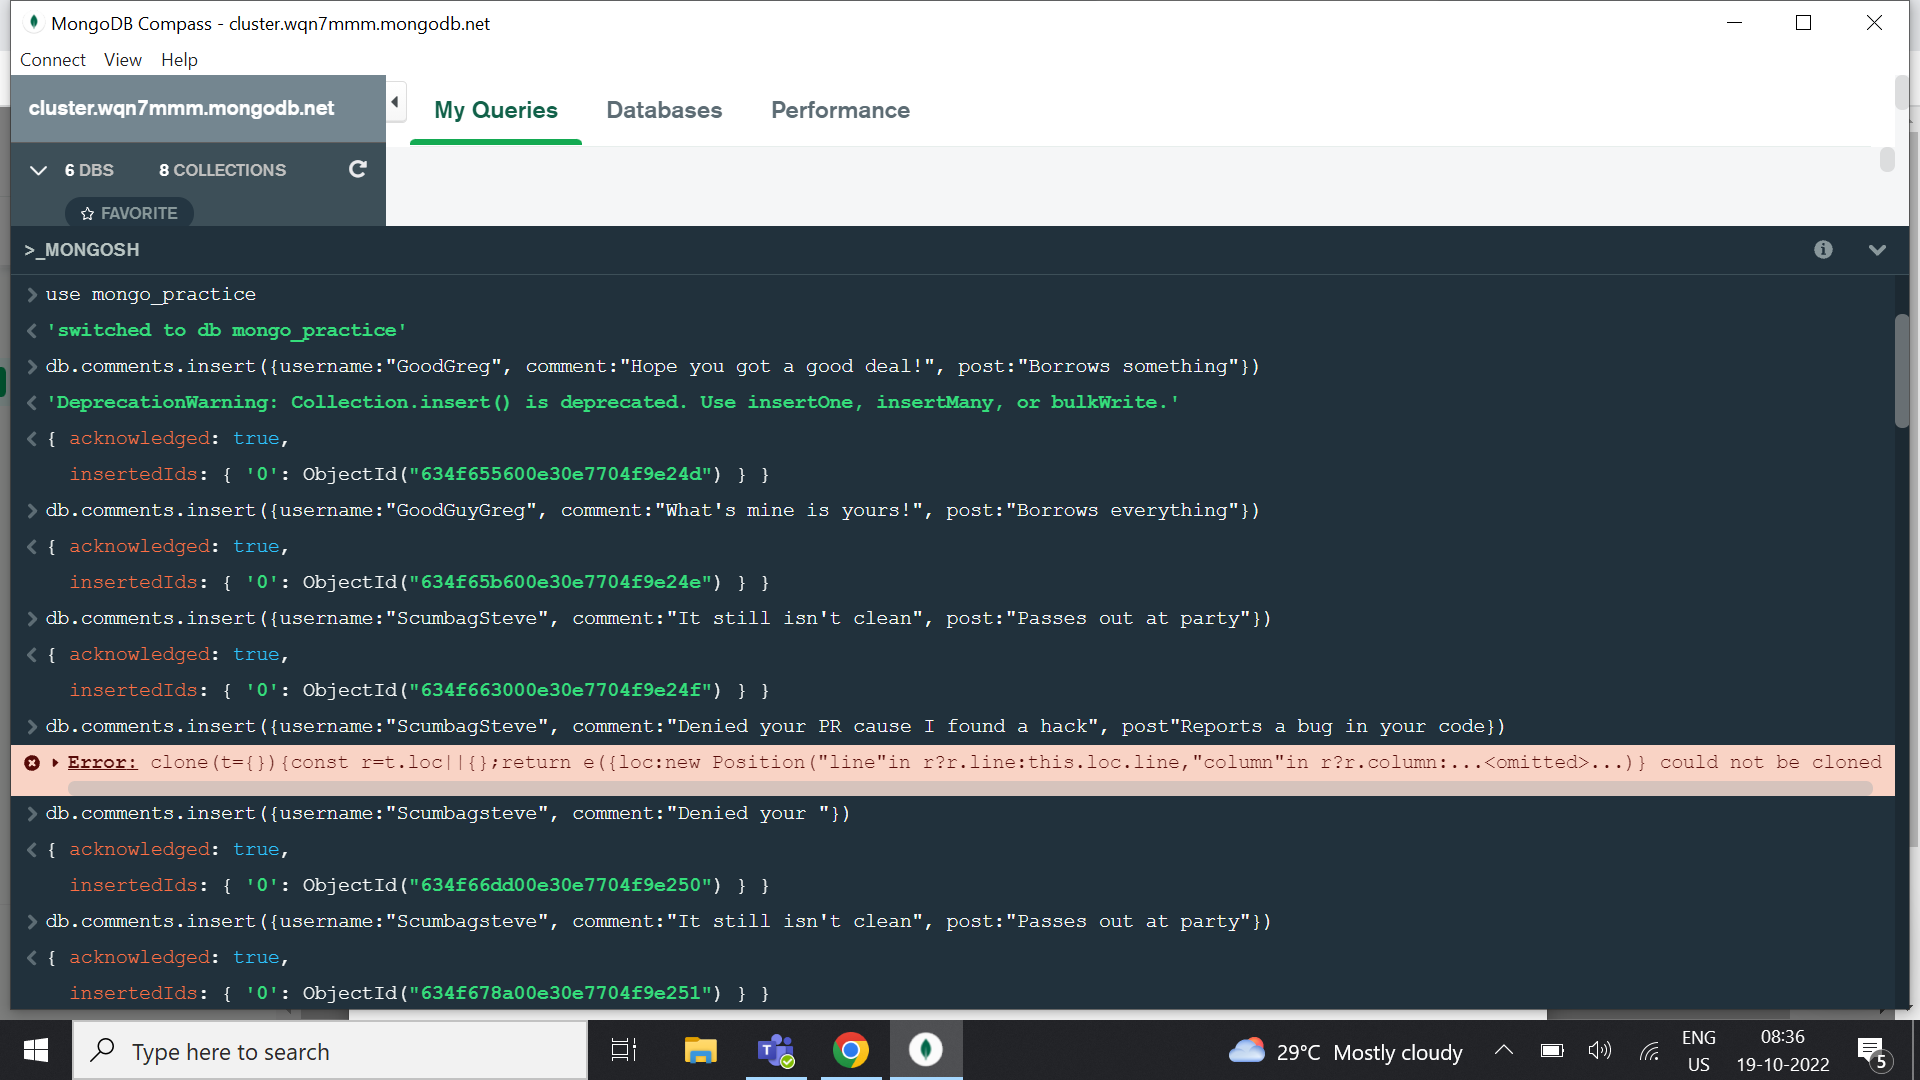 MongoDB Compass - cluster.wqn7mmm.mongodb.net
Connect View Help
cluster.wqn7mmm.mongodb.net
My Queries Databases Performance
6 DBS 8 COLLECTIONS
FAVORITE
>_MONGOSH
> use mongo_practice
< 'switched to db mongo_practice'
> db.comments.insert({username:"GoodGreg", comment:"Hope you got a good deal!", post:"Borrows something"})
< 'DeprecationWarning: Collection.insert() is deprecated. Use insertOne, insertMany, or bulkWrite.'
< { acknowledged: true,
insertedIds: { '0': ObjectId("634f655600e30e7704f9e24d") } }
> db.comments.insert({username:"GoodGuyGreg", comment:"What's mine is yours!", post:"Borrows everything"})
< { acknowledged: true,
insertedIds: { '0': ObjectId("634f65b600e30e7704f9e24e") } }
> db.comments.insert({username:"ScumbagSteve", comment:"It still isn't clean", post:"Passes out at party"})
< { acknowledged: true,
insertedIds: { '0': ObjectId("634f663000e30e7704f9e24f") } }
> db.comments.insert({username:"ScumbagSteve", comment:"Denied your PR cause I found a hack", post"Reports a bug in your code})
Error: clone(t={}){const r=t.loc||{};return e({loc:new Position("line"in r?r.line:this.loc.line,"column"in r?r.column:...<omitted>...)} could not be cloned
> db.comments.insert({username:"Scumbagsteve", comment:"Denied your "})
< { acknowledged: true,
insertedIds: { '0': ObjectId("634f66dd00e30e7704f9e250") } }
> db.comments.insert({username:"Scumbagsteve", comment:"It still isn't clean", post:"Passes out at party"})
< { acknowledged: true,
insertedIds: { '0': ObjectId("634f678a00e30e7704f9e251") } }
Type here to search
29°C Mostly cloudy
ENG
US
08:36
19-10-2022
5